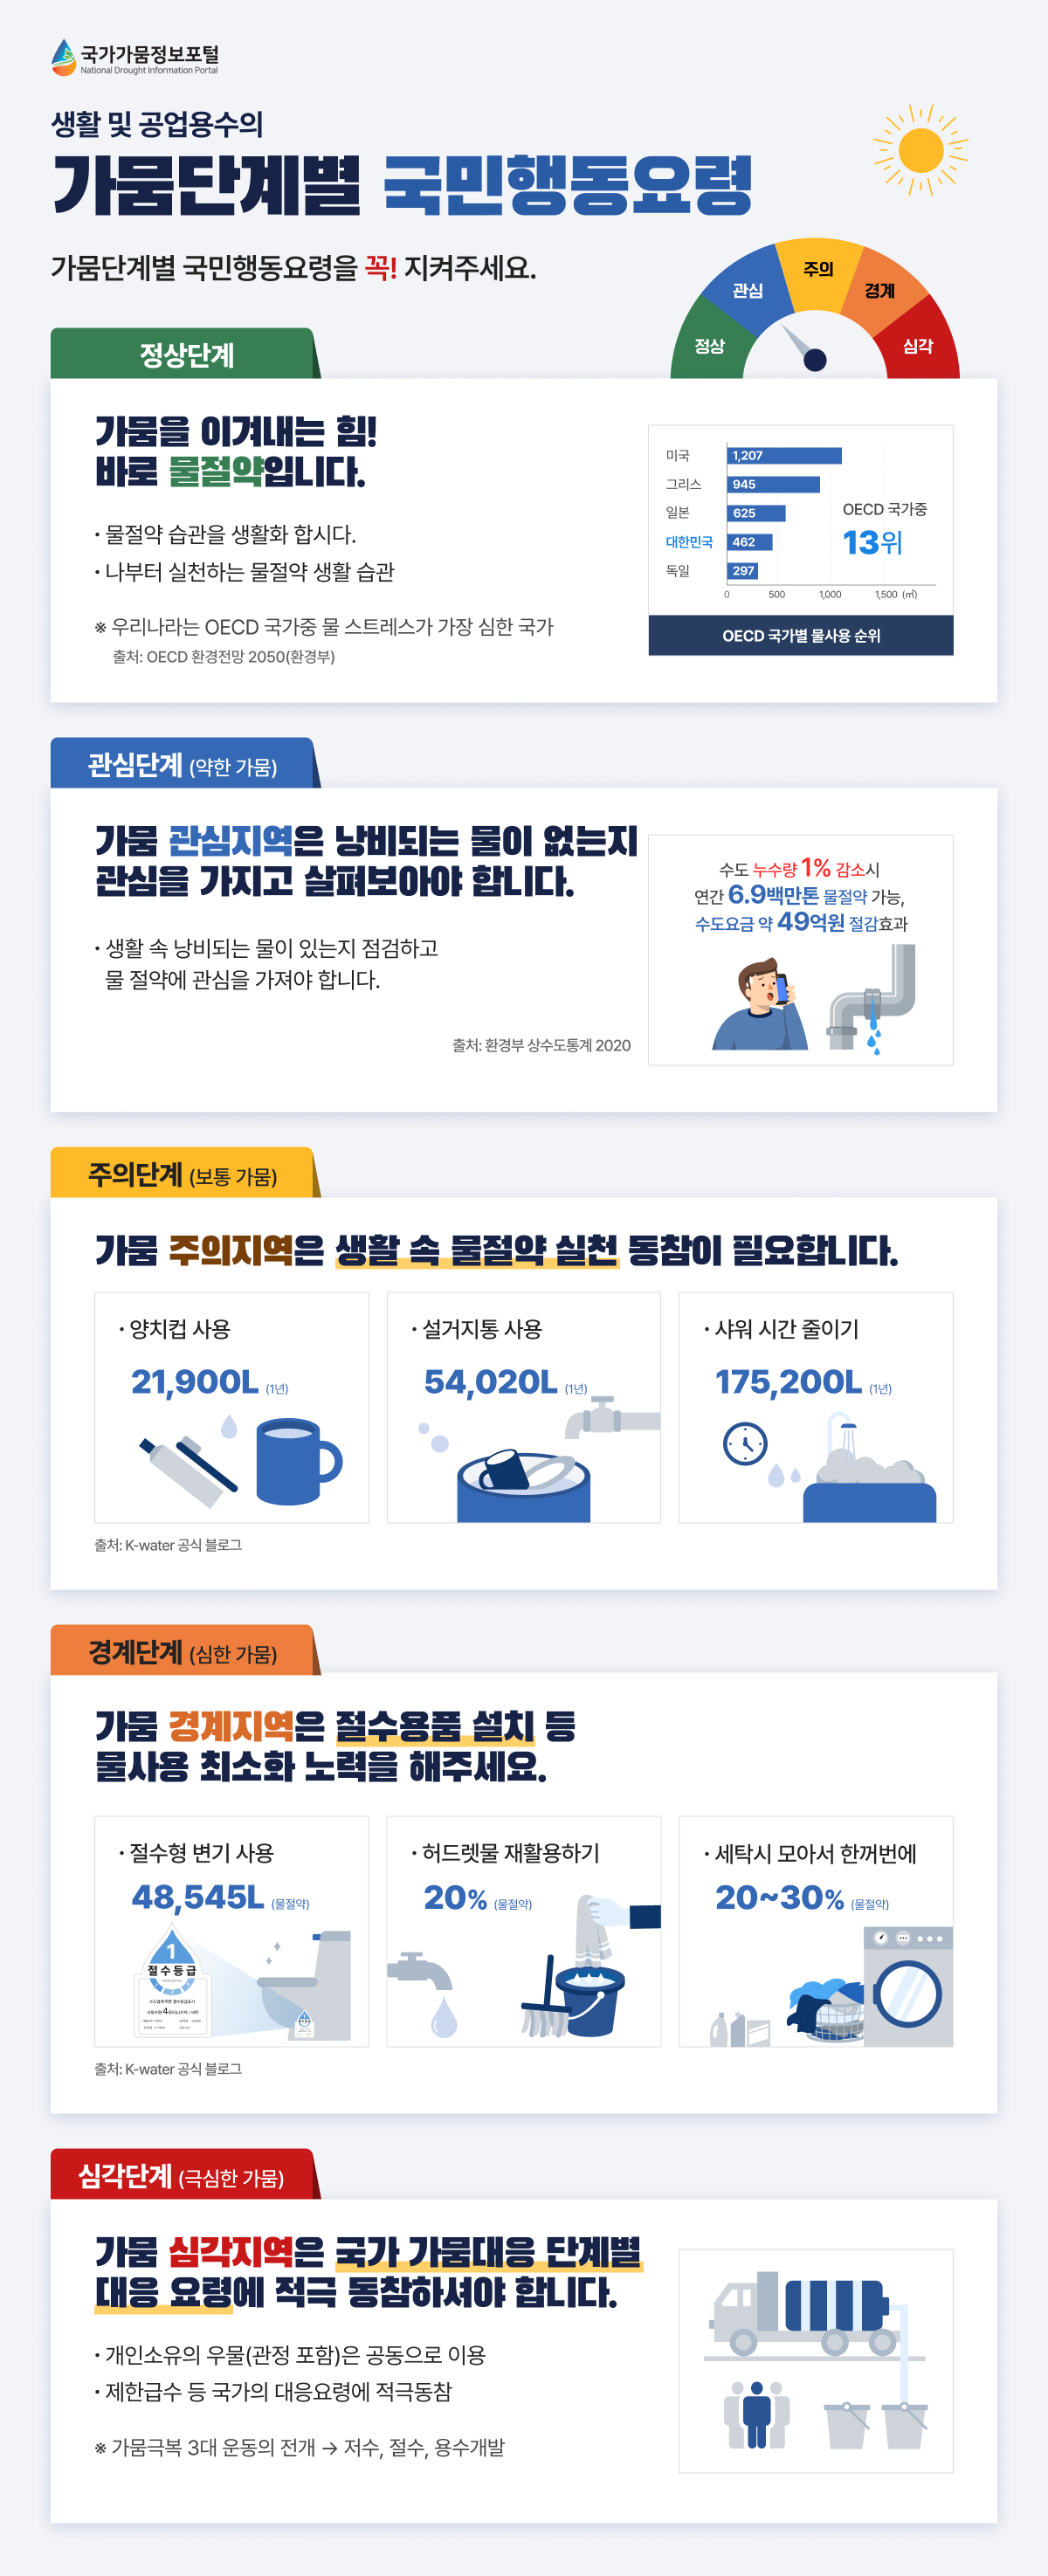 국가가뭄정보포털
National Drought Information Portal
생활 및 공업용수의
가뭄단계별 국민행동요령
가뭄단계별 국민행동요령을 꼭! 지켜주세요.
정상
관심
주의
경계
심각
정상단계
가뭄을 이겨내는 힘!
바로 물절약입니다.
· 물절약 습관을 생활화 합시다.
· 나부터 실천하는 물절약 생활 습관
※ 우리나라는 OECD 국가중 물 스트레스가 가장 심한 국가
출처: OECD 환경전망 2050(환경부)
미국 1,207
그리스 945
일본 625
대한민국 462
독일 297
OECD 국가중
13위
0 500 1,000 1,500 (㎥)
OECD 국가별 물사용 순위
관심단계 (약한 가뭄)
가뭄 관심지역은 낭비되는 물이 없는지
관심을 가지고 살펴보아야 합니다.
· 생활 속 낭비되는 물이 있는지 점검하고
물 절약에 관심을 가져야 합니다.
출처: 환경부 상수도통계 2020
수도 누수량 1% 감소시
연간 6.9백만톤 물절약 가능,
수도요금 약 49억원 절감효과
주의단계 (보통 가뭄)
가뭄 주의지역은 생활 속 물절약 실천 동참이 필요합니다.
· 양치컵 사용
21,900L (1년)
· 설거지통 사용
54,020L (1년)
· 샤워 시간 줄이기
175,200L (1년)
출처: K-water 공식 블로그
경계단계 (심한 가뭄)
가뭄 경계지역은 절수용품 설치 등
물사용 최소화 노력을 해주세요.
· 절수형 변기 사용
48,545L (물절약)
1
절수등급
· 허드렛물 재활용하기
20% (물절약)
· 세탁시 모아서 한꺼번에
20~30% (물절약)
출처: K-water 공식 블로그
심각단계 (극심한 가뭄)
가뭄 심각지역은 국가 가뭄대응 단계별
대응 요령에 적극 동참하셔야 합니다.
· 개인소유의 우물(관정 포함)은 공동으로 이용
· 제한급수 등 국가의 대응요령에 적극동참
※ 가뭄극복 3대 운동의 전개 → 저수, 절수, 용수개발